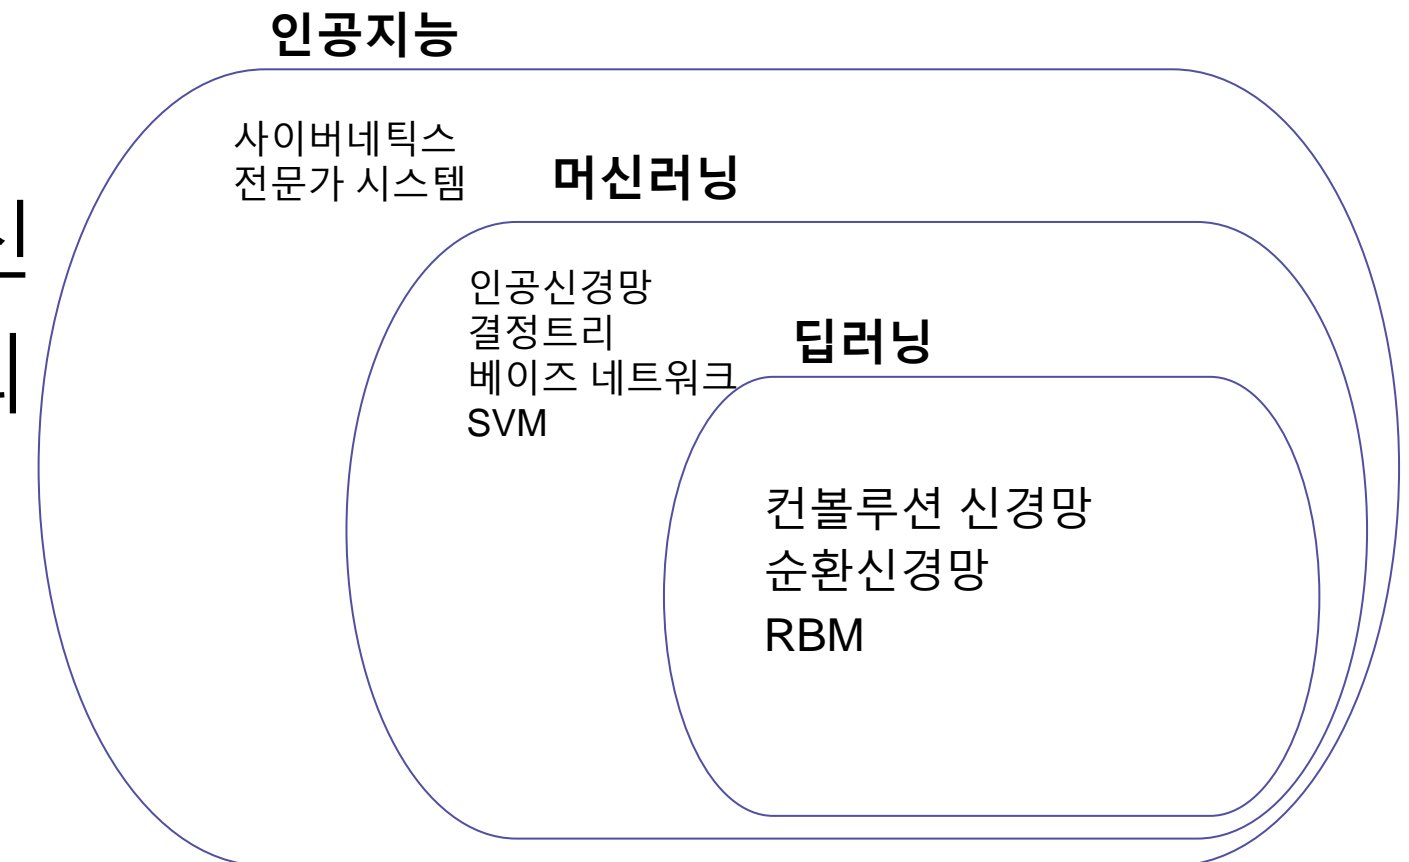 인공지능
사이버네틱스
전문가 시스템
머신러닝
인공신경망
결정트리
베이즈 네트워크
SVM
딥러닝
컨볼루션 신경망
순환신경망
RBM